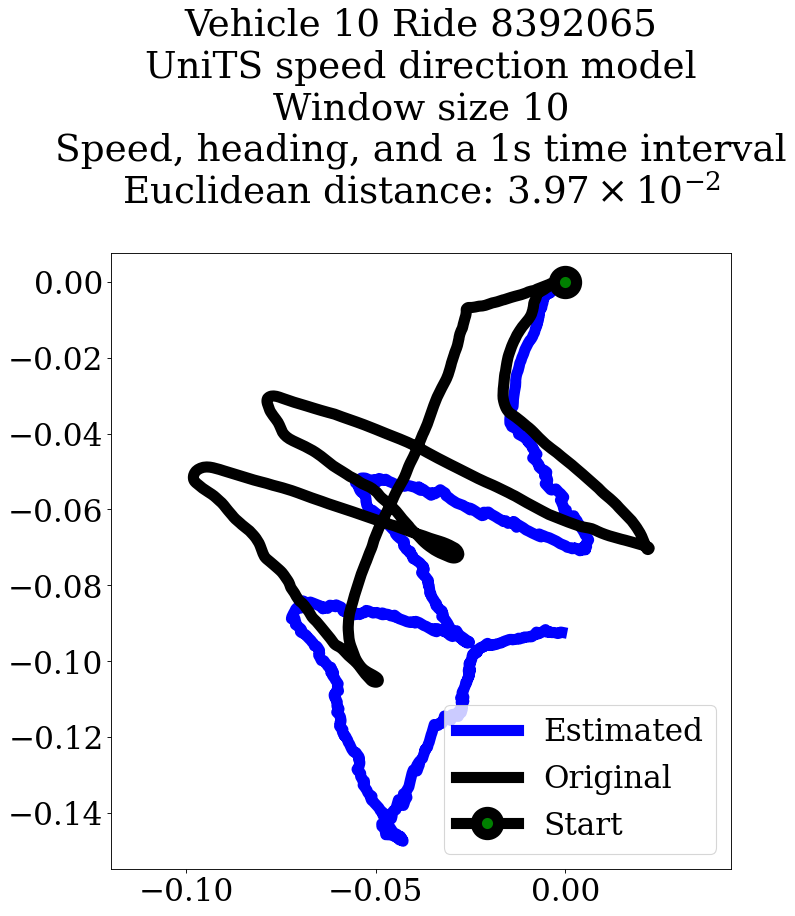 Vehicle 10 Ride 8392065
UniTS speed direction model
Window size 10
Speed, heading, and a 1s time interval
Euclidean distance: 3.97 × 10⁻²
0.00
−0.02
−0.04
−0.06
−0.08
−0.10
−0.12
−0.14
Estimated
Original
Start
−0.10
−0.05
0.00